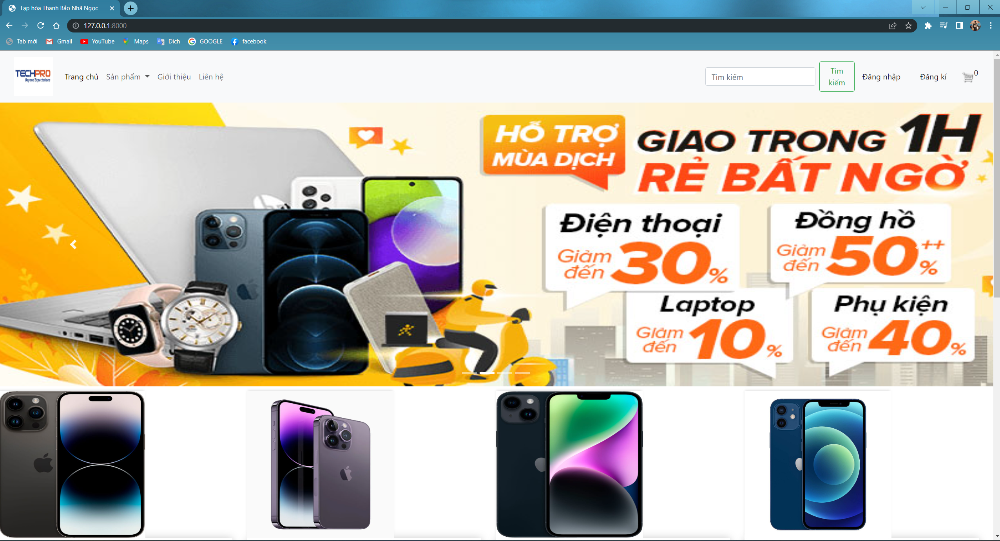 Tạp hóa Thanh Bảo Nhã Ngọc
127.0.0.1:8000
Tab mới
Gmail
YouTube
Maps
Dịch
GOOGLE
facebook
TECHPRO
Beyond Expectations
Trang chủ
Sản phẩm
Giới thiệu
Liên hệ
Tìm kiếm
Tìm
kiếm
Đăng nhập
Đăng kí
0
HỖ TRỢ
MÙA DỊCH
GIAO TRONG 1H
RẺ BẤT NGỜ
Điện thoại
Giảm
đến
30%
Đồng hồ
Giảm
đến
50++%
Laptop
Giảm
đến
10%
Phụ kiện
Giảm
đến
40%